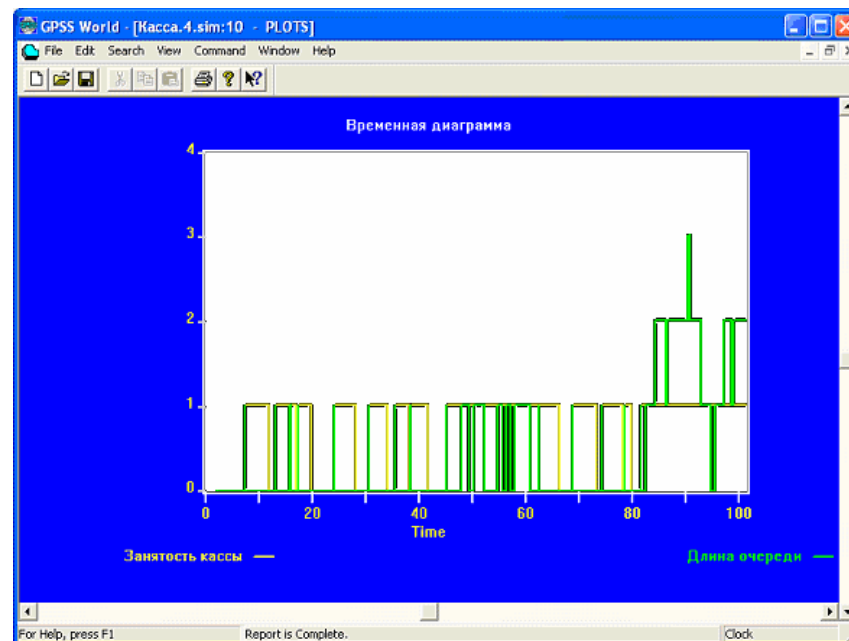 GPSS World - [Касса.4.sim:10 - PLOTS]
File Edit Search View Command Window Help
Временная диаграмма
4
3
2
1
0
0 20 40 60 80 100
Time
Занятость кассы
Длина очереди
For Help, press F1 Report is Complete. Clock